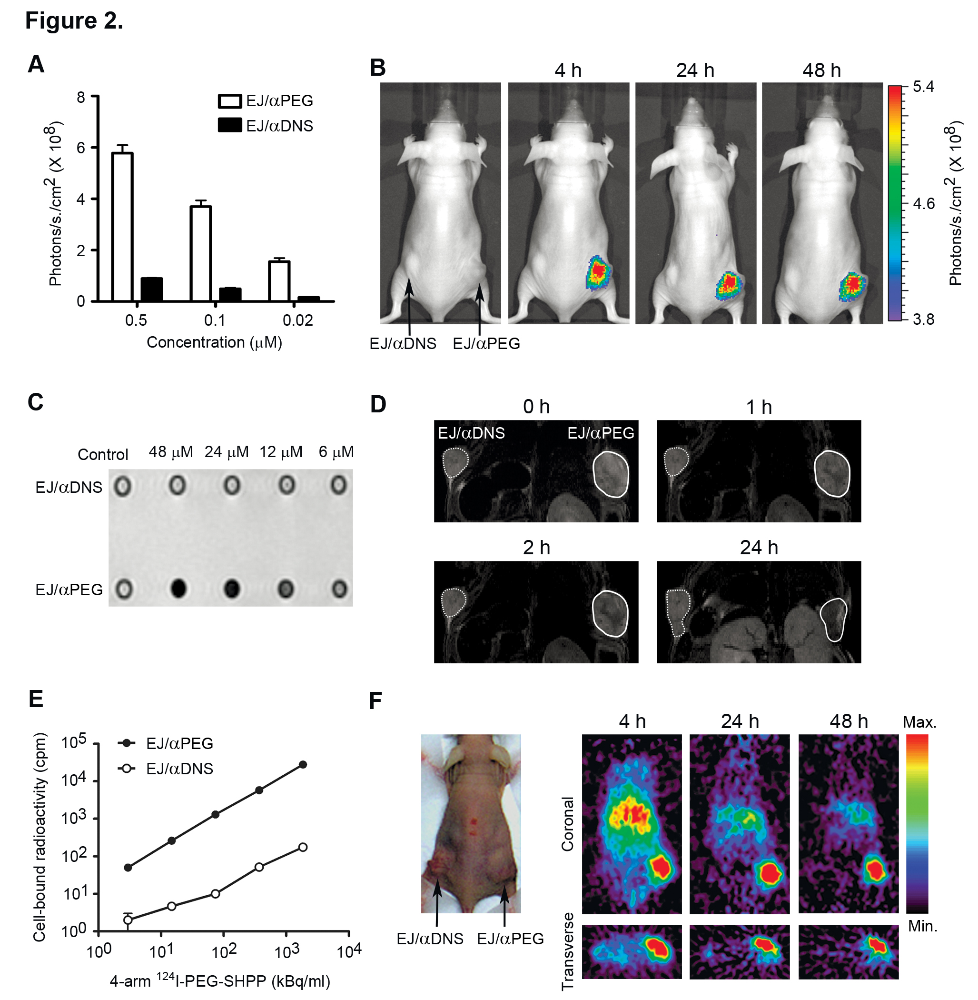 Figure 2.
A
8
6
4
2
0
Photons/s./cm² (X 10⁸)
EJ/αPEG
EJ/αDNS
0.5 0.1 0.02
Concentration (μM)
B
4 h 24 h 48 h
5.4
4.6
3.8
Photons/s./cm² (X 10⁸)
EJ/αDNS EJ/αPEG
C
Control 48 μM 24 μM 12 μM 6 μM
EJ/αDNS
EJ/αPEG
D
0 h 1 h
EJ/αDNS EJ/αPEG
2 h 24 h
E
10⁵
10⁴
10³
10²
10¹
10⁰
Cell-bound radioactivity (cpm)
EJ/αPEG
EJ/αDNS
10⁰ 10¹ 10² 10³ 10⁴
4-arm ¹²⁴I-PEG-SHPP (kBq/ml)
F
4 h 24 h 48 h
Max.
Min.
Coronal
Transverse
EJ/αDNS EJ/αPEG